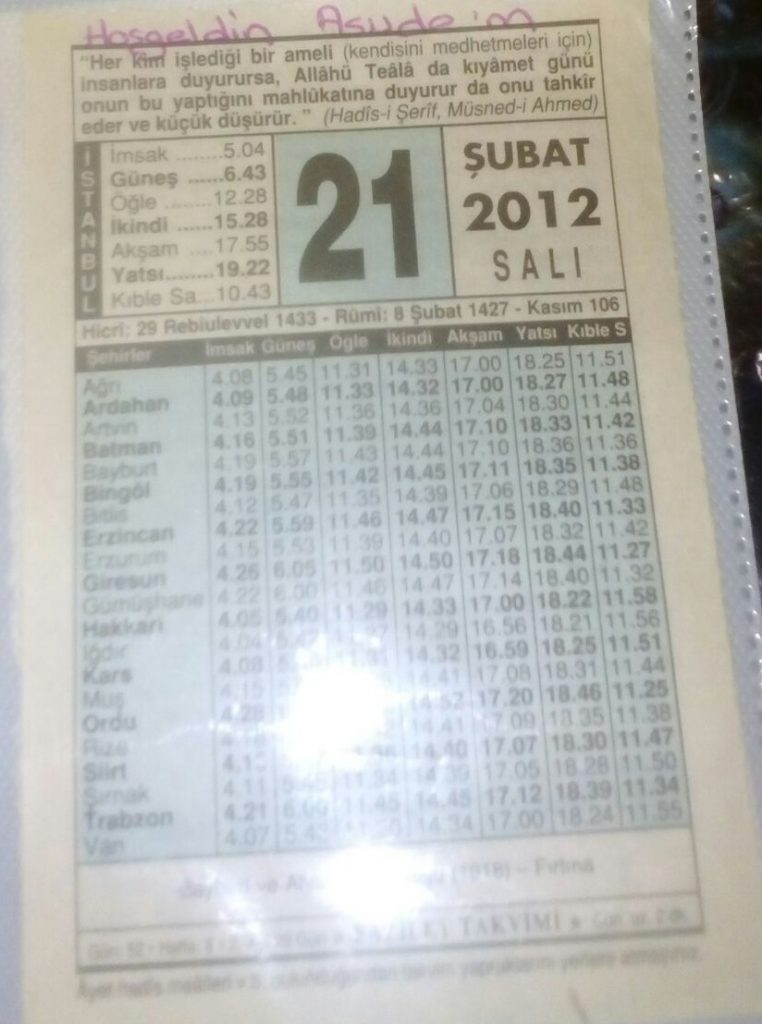 Hoşgeldin Asude'm
"Her kim işlediği bir ameli (kendisini medhetmeleri için)
insanlara duyurursa, Allâhü Teâlâ da kıyâmet günü
onun bu yaptığını mahlûkatına duyurur da onu tahkîr
eder ve küçük düşürür." (Hadîs-i Şerîf, Müsned-i Ahmed)
İSTANBUL
İmsak ........5.04
Güneş ......6.43
Öğle ........12.28
İkindi ......15.28
Akşam ....17.55
Yatsı........19.22
Kıble Sa...10.43
21
ŞUBAT
2012
SALI
Hicrî: 29 Rebiulevvel 1433 - Rûmî: 8 Şubat 1427 - Kasım 106
Şehirler İmsak Güneş Öğle İkindi Akşam Yatsı Kıble S
Ağrı 4.08 5.45 11.31 14.33 17.00 18.25 11.51
Ardahan 4.09 5.48 11.33 14.32 17.00 18.27 11.48
Artvin 4.13 5.52 11.36 14.36 17.04 18.30 11.44
Batman 4.16 5.51 11.39 14.44 17.10 18.33 11.42
Bayburt 4.19 5.57 11.43 14.44 17.10 18.36 11.36
Bingöl 4.19 5.55 11.42 14.45 17.11 18.35 11.38
Bitlis 4.12 5.47 11.35 14.39 17.06 18.29 11.48
Erzincan 4.22 5.59 11.46 14.47 17.15 18.40 11.33
Erzurum 4.15 5.53 11.39 14.40 17.07 18.32 11.42
Giresun 4.26 6.05 11.50 14.50 17.18 18.44 11.27
Gümüşhane 4.22 6.00 11.46 14.47 17.14 18.40 11.32
Hakkari 4.05 5.40 11.29 14.33 17.00 18.22 11.58
Iğdır 4.04 14.29 16.56 18.21 11.56
Kars 4.08 14.32 16.59 18.25 11.51
Muş 4.15 14.41 17.08 18.31 11.44
Ordu 4.28 14.52 17.20 18.46 11.25
Rize 14.41 17.09 18.35 11.38
Siirt 14.40 17.07 18.30 11.47
Şırnak 4.11 5.45 11.34 14.39 17.05 18.28 11.50
Trabzon 4.21 6.00 11.45 14.45 17.12 18.39 11.34
Van 4.07 14.34 17.00 18.24 11.55
(1918) – Fırtına
TAKVİMİ